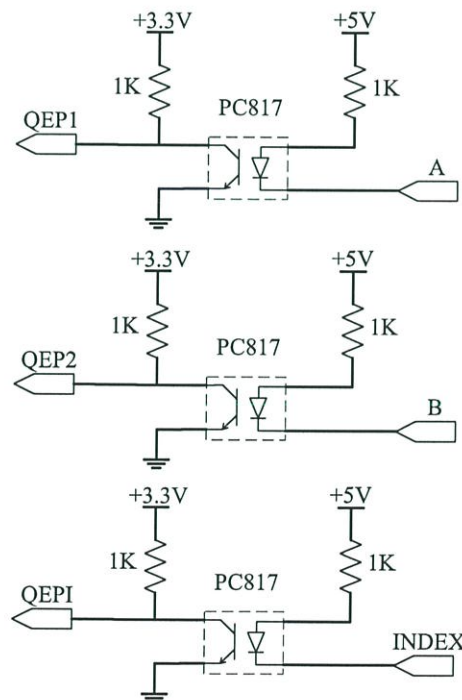 +3.3V
+5V
1K
PC817
1K
QEP1
A
+3.3V
+5V
1K
PC817
1K
QEP2
B
+3.3V
+5V
1K
PC817
1K
QEPI
INDEX